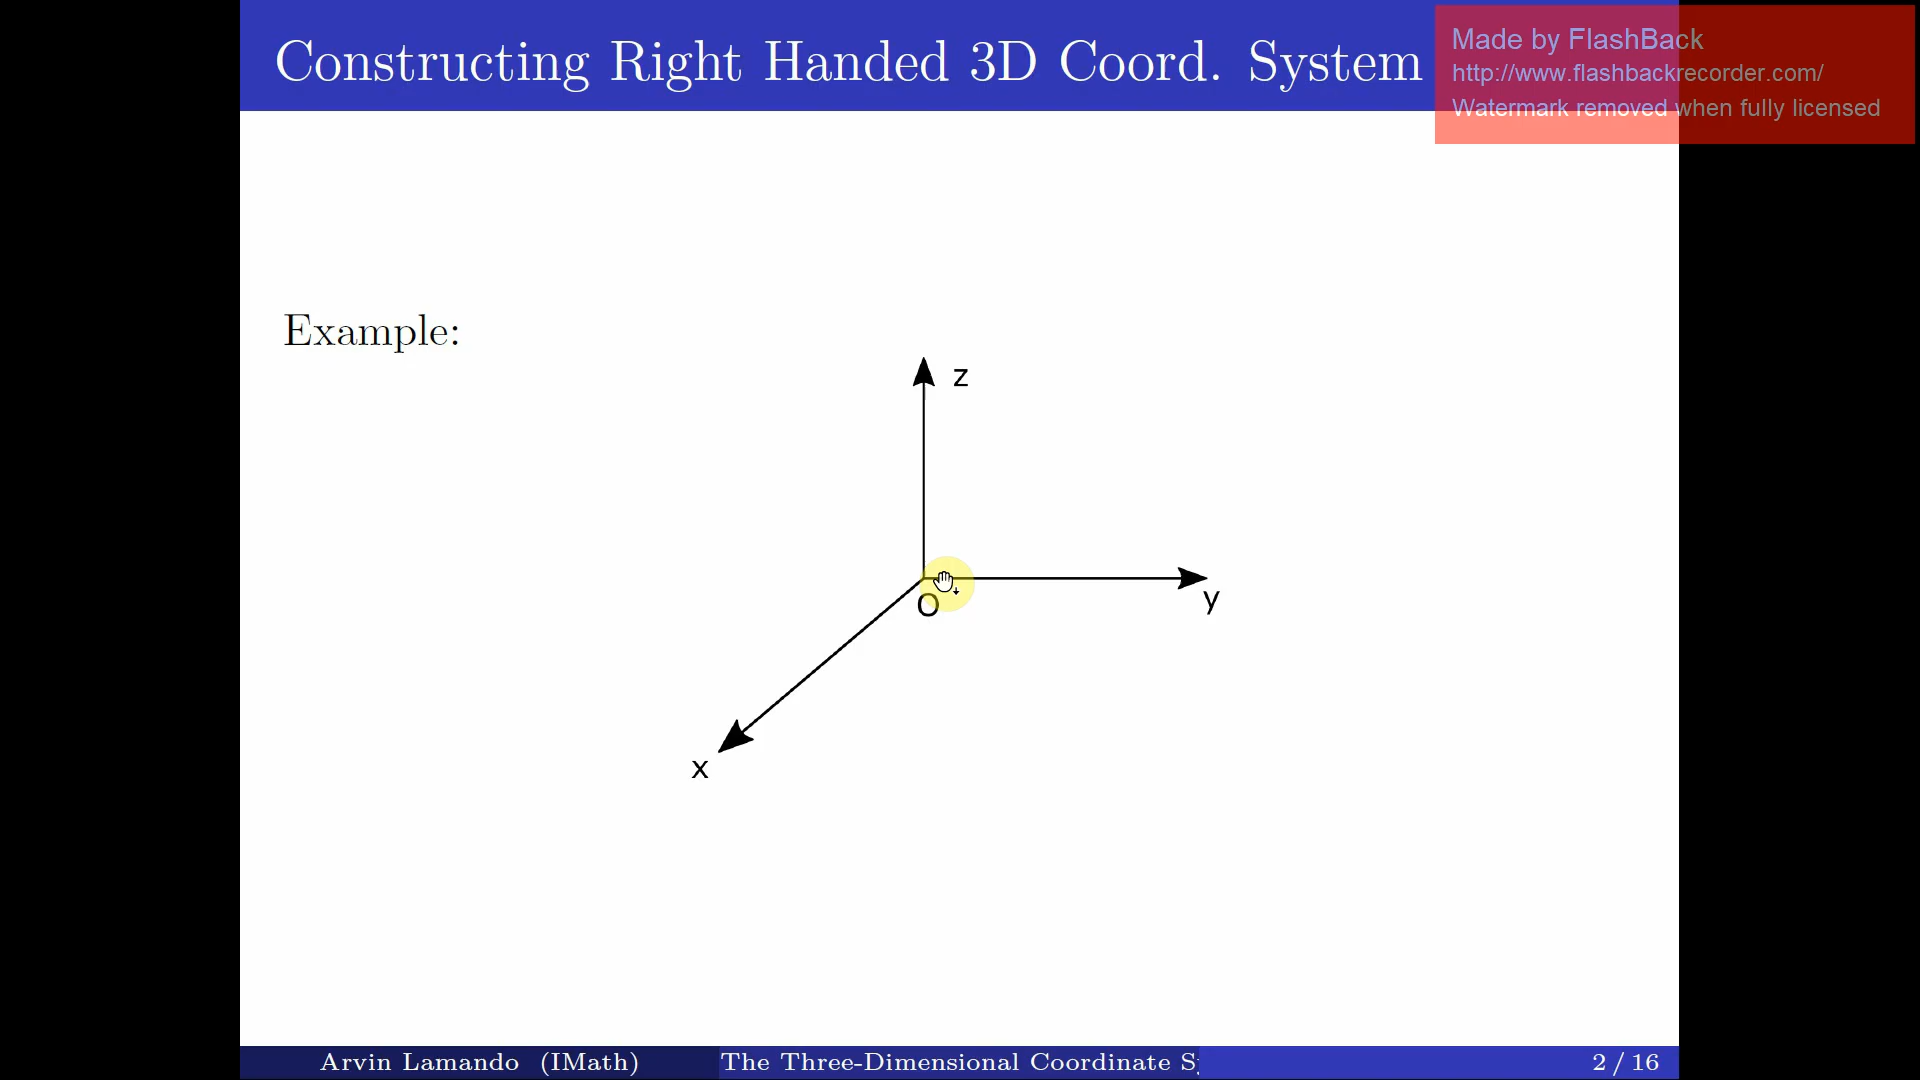 Constructing Right Handed 3D Coord. System
Made by FlashBack
http://www.flashbackrecorder.com/
Watermark removed when fully licensed
Example:
z
O
y
x
Arvin Lamando (IMath)
The Three-Dimensional Coordinate Sy
2 / 16